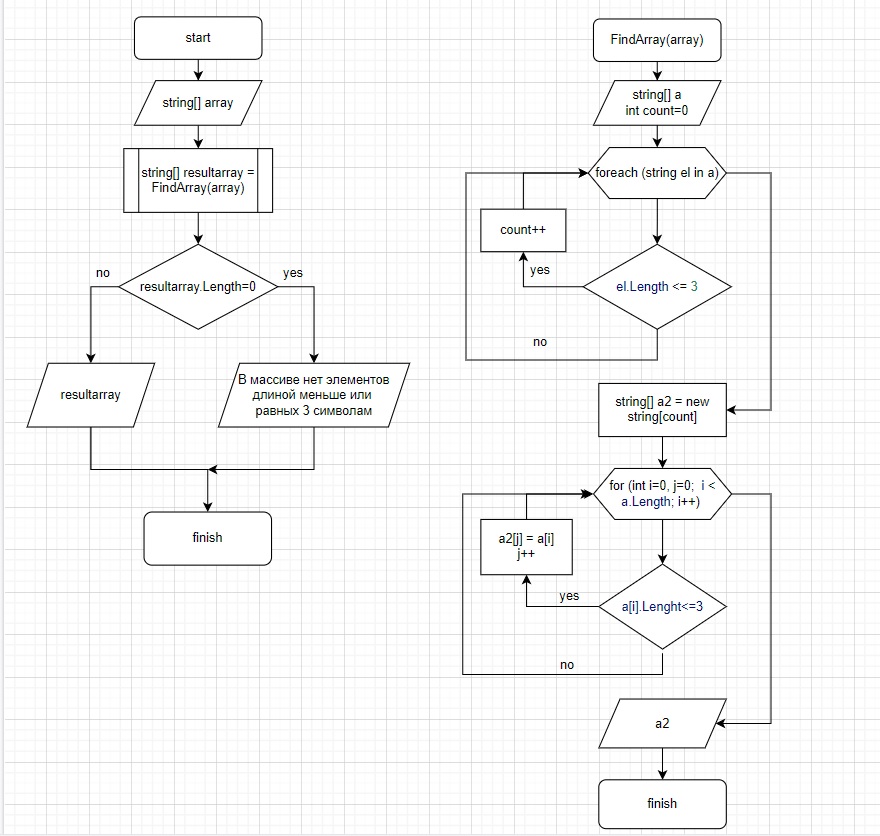 start
string[] array
string[] resultarray =
FindArray(array)
no
yes
resultarray.Length=0
resultarray
В массиве нет элементов
длиной меньше или
равных 3 символам
finish
FindArray(array)
string[] a
int count=0
foreach (string el in a)
count++
yes
el.Length <= 3
no
string[] a2 = new
string[count]
for (int i=0, j=0; i <
a.Length; i++)
a2[j] = a[i]
j++
yes
a[i].Lenght<=3
no
a2
finish